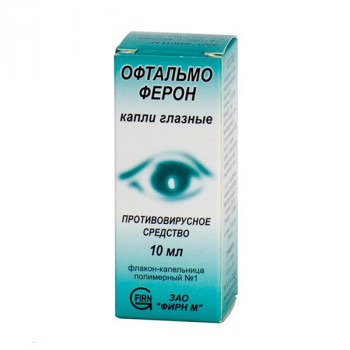 ОФТАЛЬМО
ФЕРОН
капли глазные
ПРОТИВОВИРУСНОЕ
СРЕДСТВО
10 мл
флакон-капельница
полимерный №1
FIRN
ЗАО
"ФИРН М"